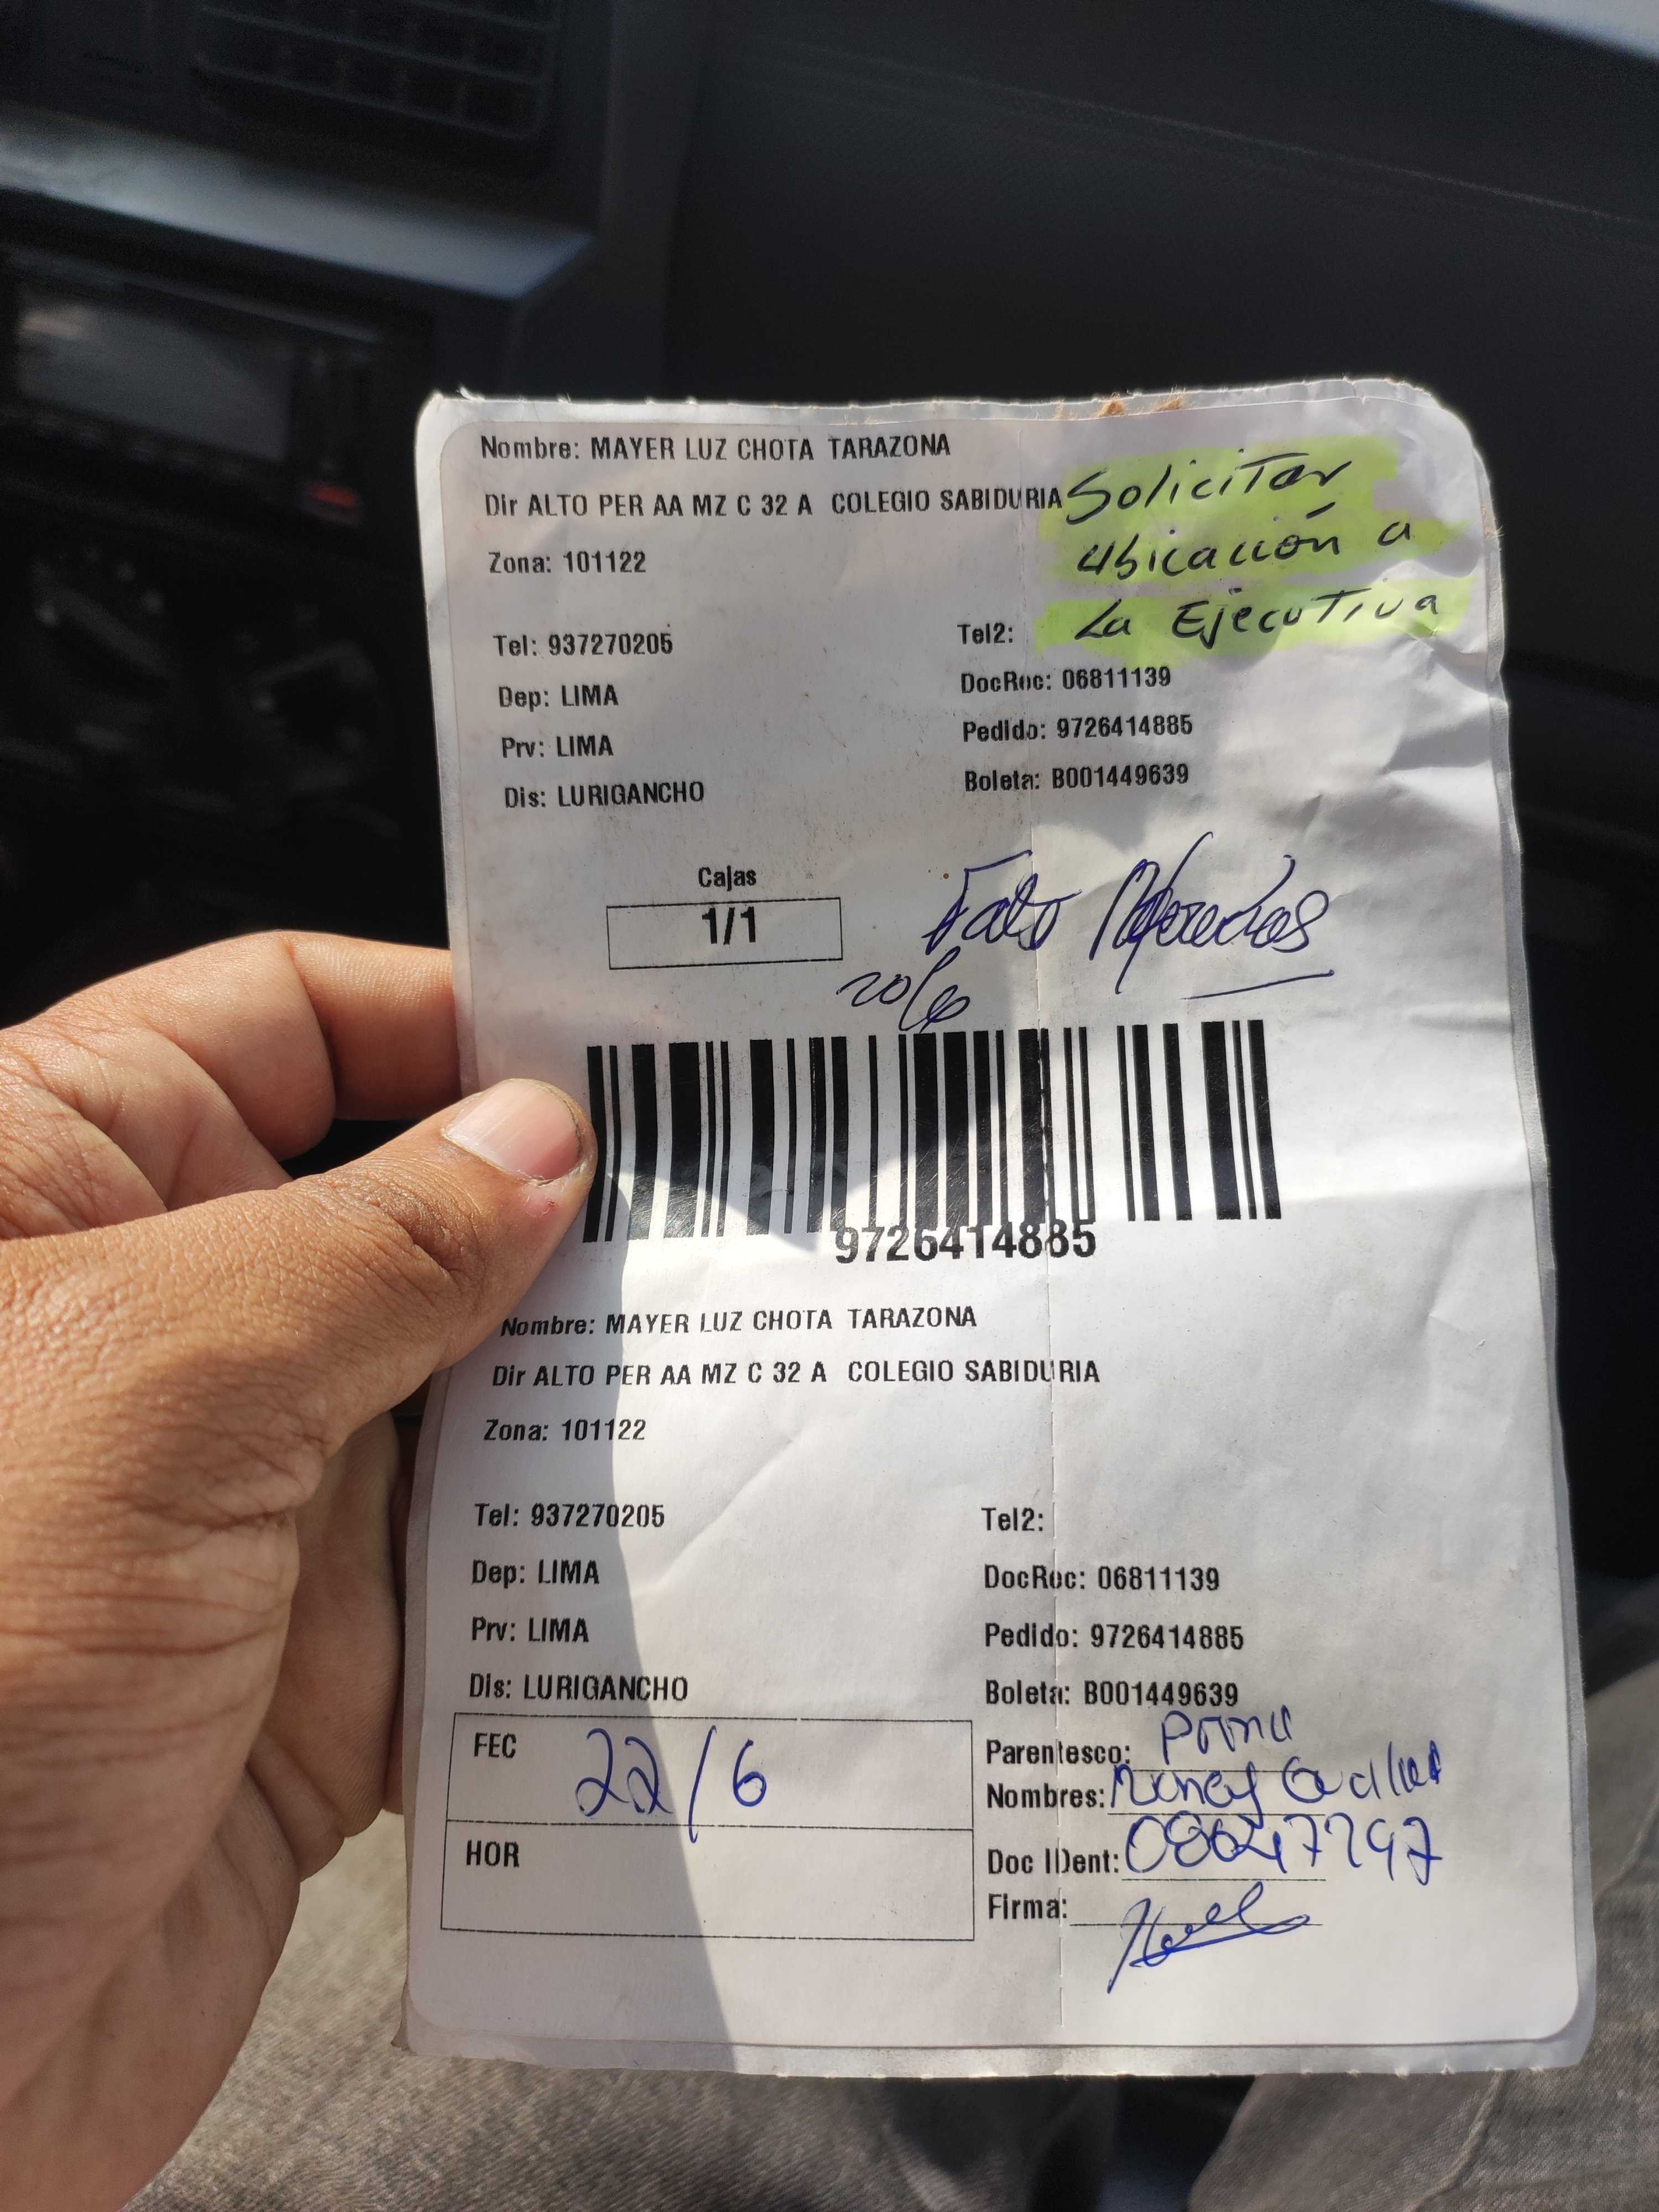 Nombre: MAYER LUZ CHOTA TARAZONA
Dir ALTO PER AA MZ C 32 A COLEGIO SABIDURIA
Solicitar
ubicación a
La Ejecutiva
Zona: 101122
Tel: 937270205 Tel2:
Dep: LIMA DocRec: 06811139
Prv: LIMA Pedido: 9726414885
Dis: LURIGANCHO Boleta: B001449639
Cajas
1/1
Falto
20/6
9726414885
Nombre: MAYER LUZ CHOTA TARAZONA
Dir ALTO PER AA MZ C 32 A COLEGIO SABIDURIA
Zona: 101122
Tel: 937270205 Tel2:
Dep: LIMA DocRec: 06811139
Prv: LIMA Pedido: 9726414885
Dis: LURIGANCHO Boleta: B001449639
FEC 22/6
HOR
Parentesco: Prima
Nombres:
Doc IDent:
Firma: